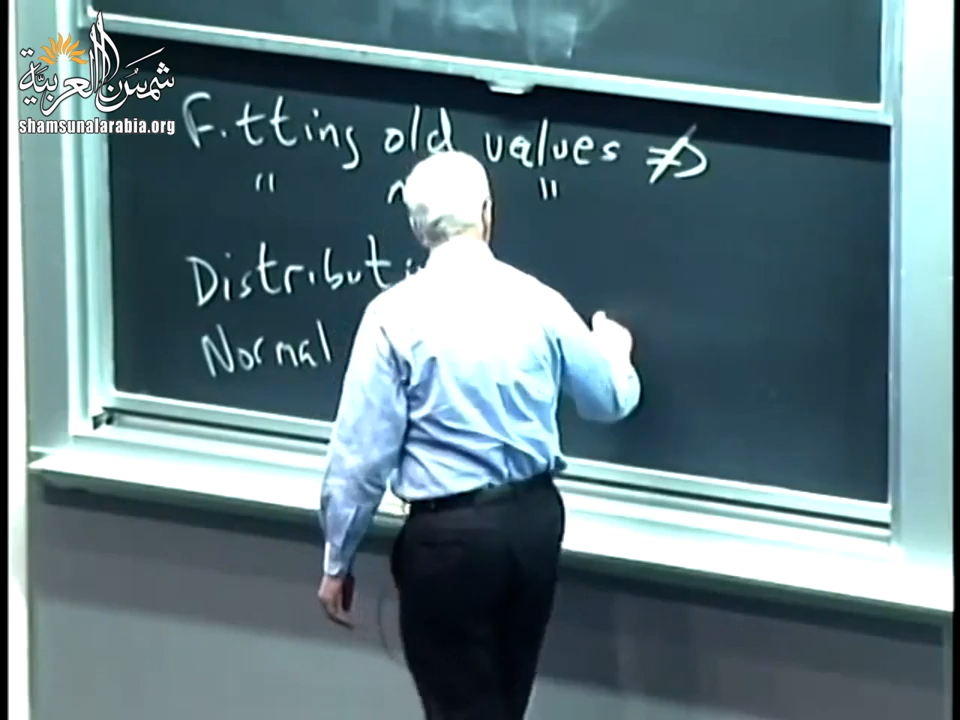 شمس العربية
shamsunalarabia.org
Fitting old values ⇏
" "
Distributi
Normal